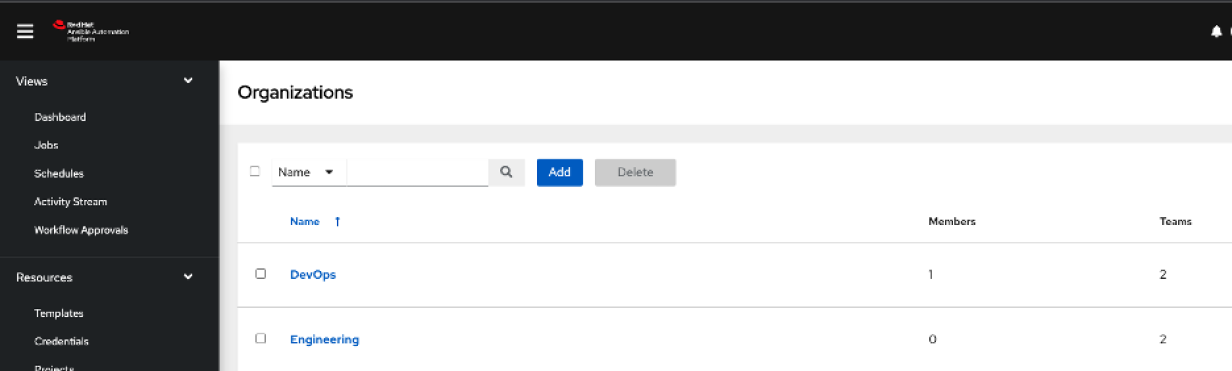 Red Hat
Ansible Automation
Platform
Views
Dashboard
Jobs
Schedules
Activity Stream
Workflow Approvals
Resources
Templates
Credentials
Projects
Organizations
Name
Add
Delete
Name Members Teams
DevOps 1 2
Engineering 0 2